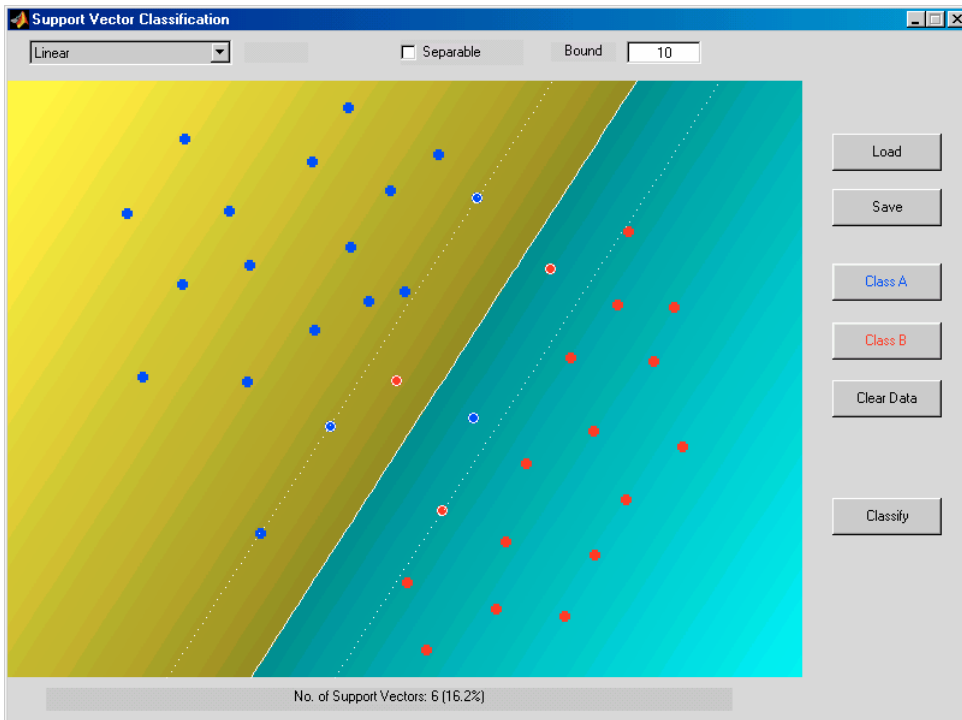 Support Vector Classification
Linear
Separable
Bound
10
Load
Save
Class A
Class B
Clear Data
Classify
No. of Support Vectors: 6 (16.2%)